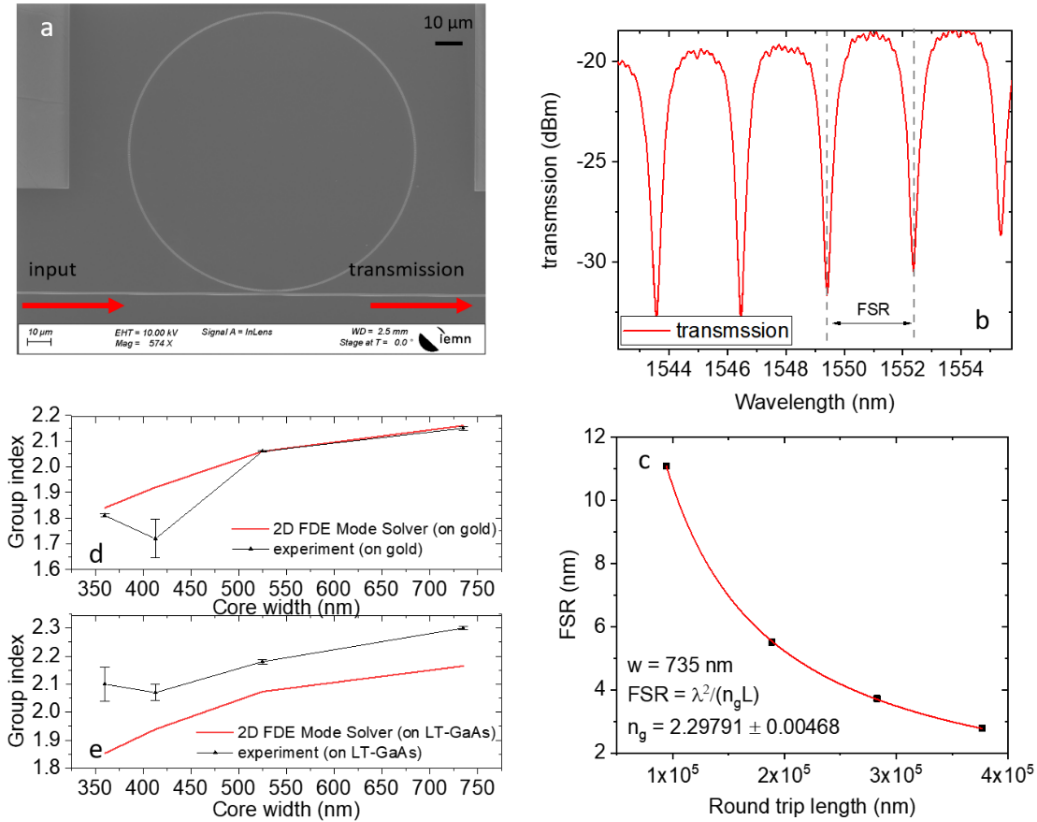 a
10 µm
input
transmission
10 µm
EHT = 10.00 kV
Signal A = InLens
WD = 2.5 mm
Mag = 574 X
Stage at T = 0.0°
iemn
transmssion (dBm)
-20
-25
-30
FSR
b
transmssion
1544
1546
1548
1550
1552
1554
Wavelength (nm)
Group index
2.2
2.1
2.0
1.9
1.8
1.7
1.6
2D FDE Mode Solver (on gold)
experiment (on gold)
d
350 400 450 500 550 600 650 700 750
Core width (nm)
Group index
2.3
2.2
2.1
2.0
1.9
1.8
2D FDE Mode Solver (on LT-GaAs)
experiment (on LT-GaAs)
e
350 400 450 500 550 600 650 700 750
Core width (nm)
FSR (nm)
12
10
8
6
4
2
c
w = 735 nm
FSR = λ²/(n_gL)
n_g = 2.29791 ± 0.00468
1x10⁵
2x10⁵
3x10⁵
4x10⁵
Round trip length (nm)